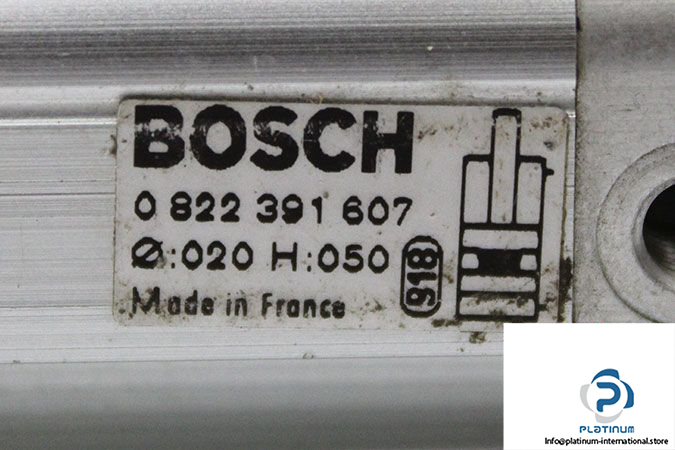 BOSCH
0 822 391 607
Ø:020 H:050 918
Made in France
PLATINUM
Info@platinum-international.store